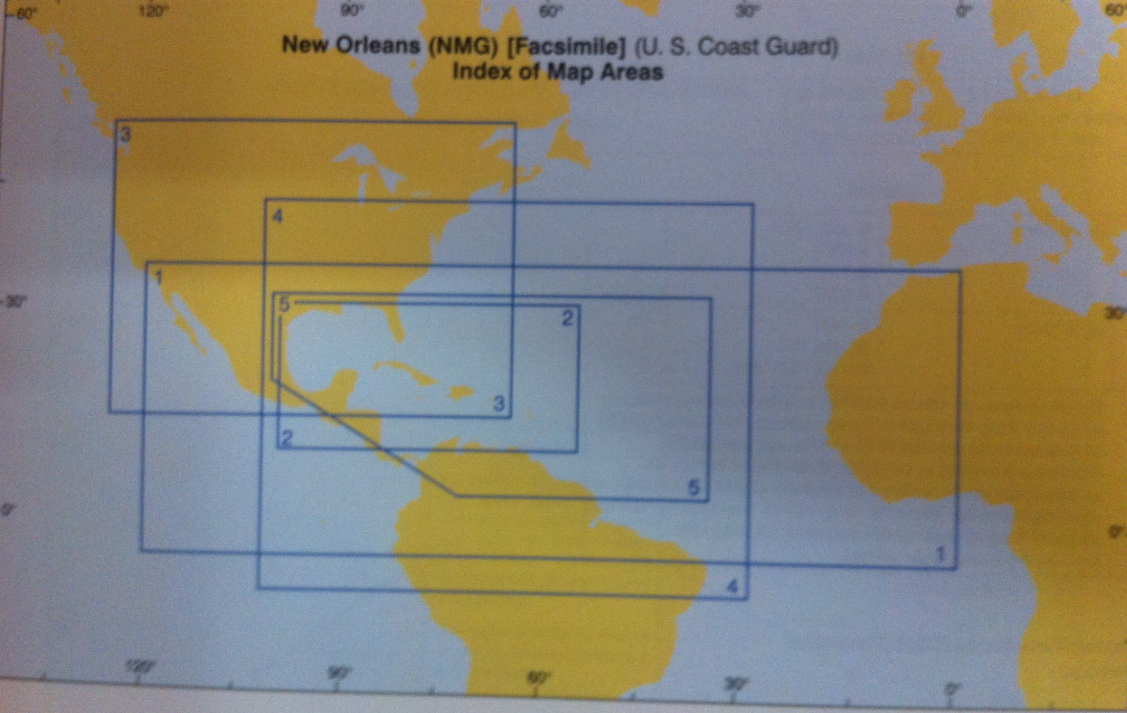 60° 120° 90° 60° 30° 0° 60°
New Orleans (NMG) [Facsimile] (U. S. Coast Guard)
Index of Map Areas
3
4
1
30° 5 2 30°
3
2
5
0° 0°
1
4
120° 90° 60° 30° 0°